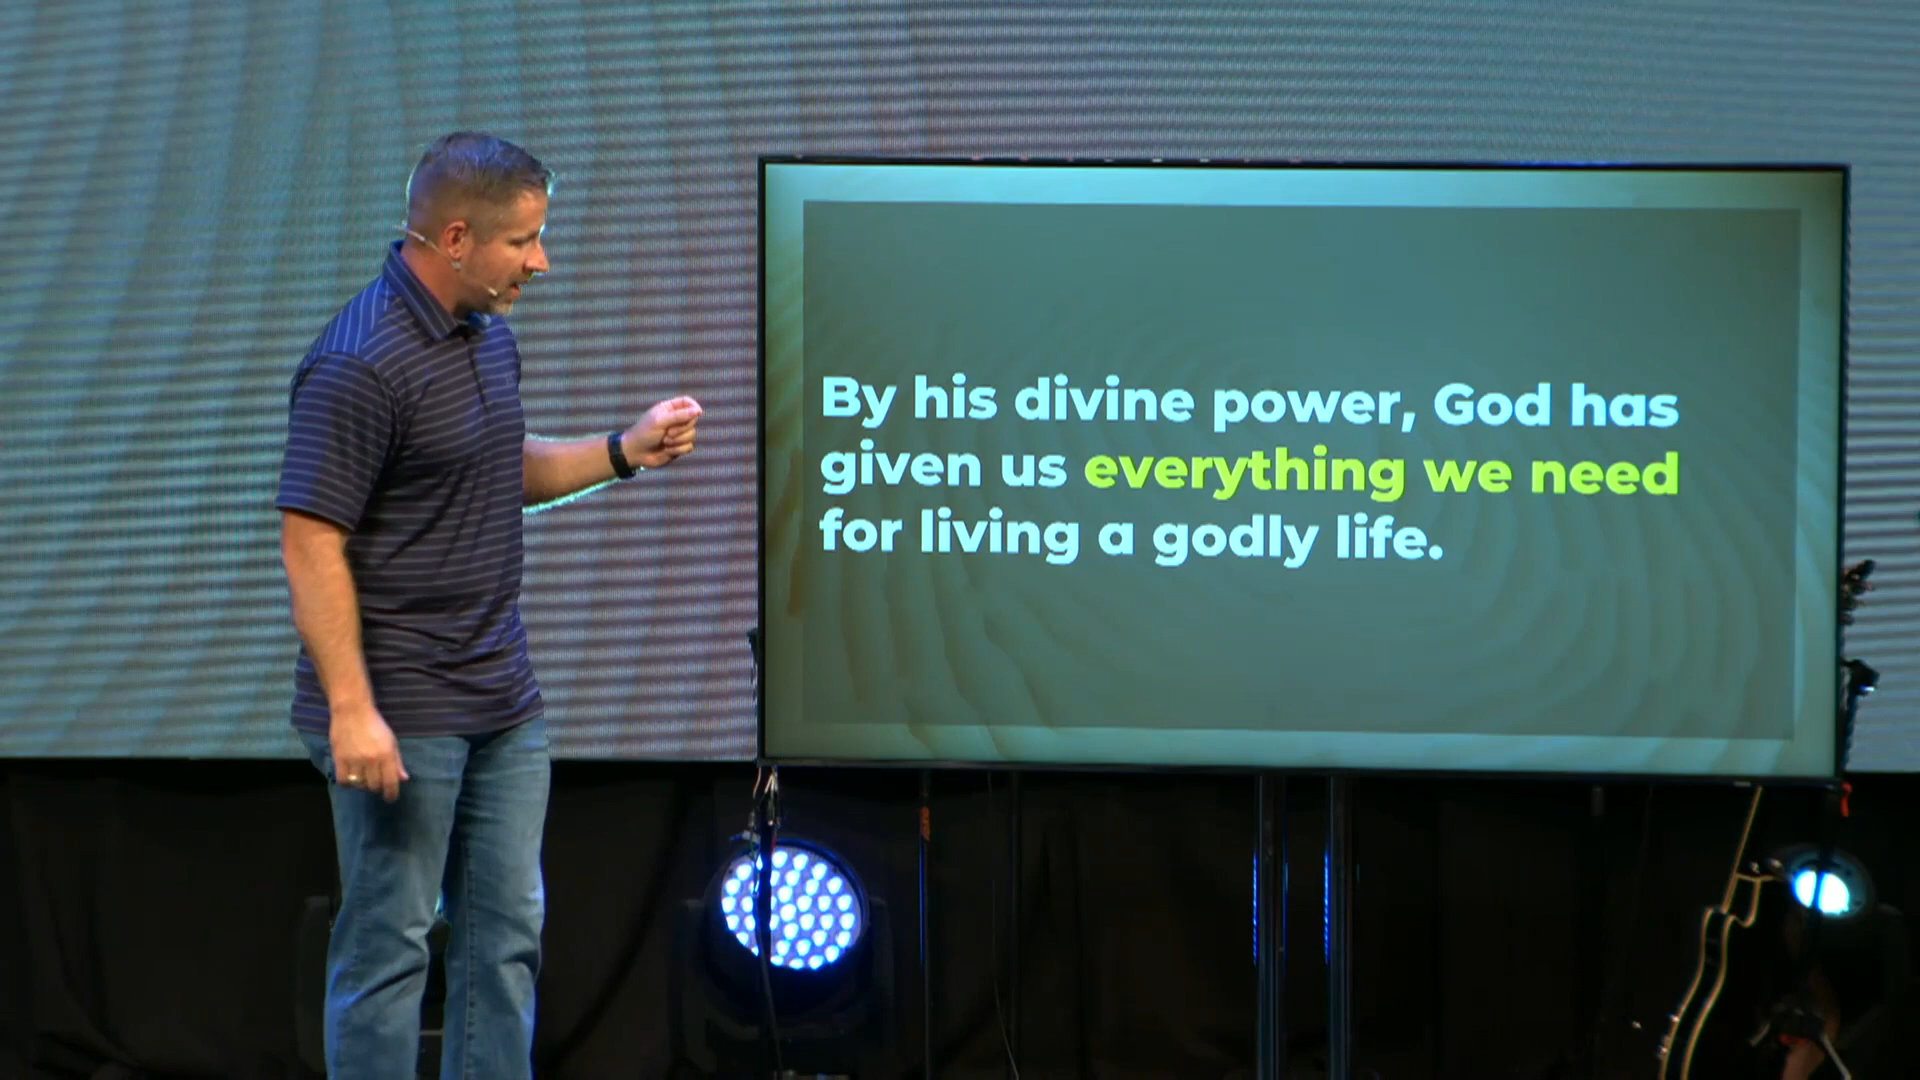 By his divine power, God has
given us everything we need
for living a godly life.